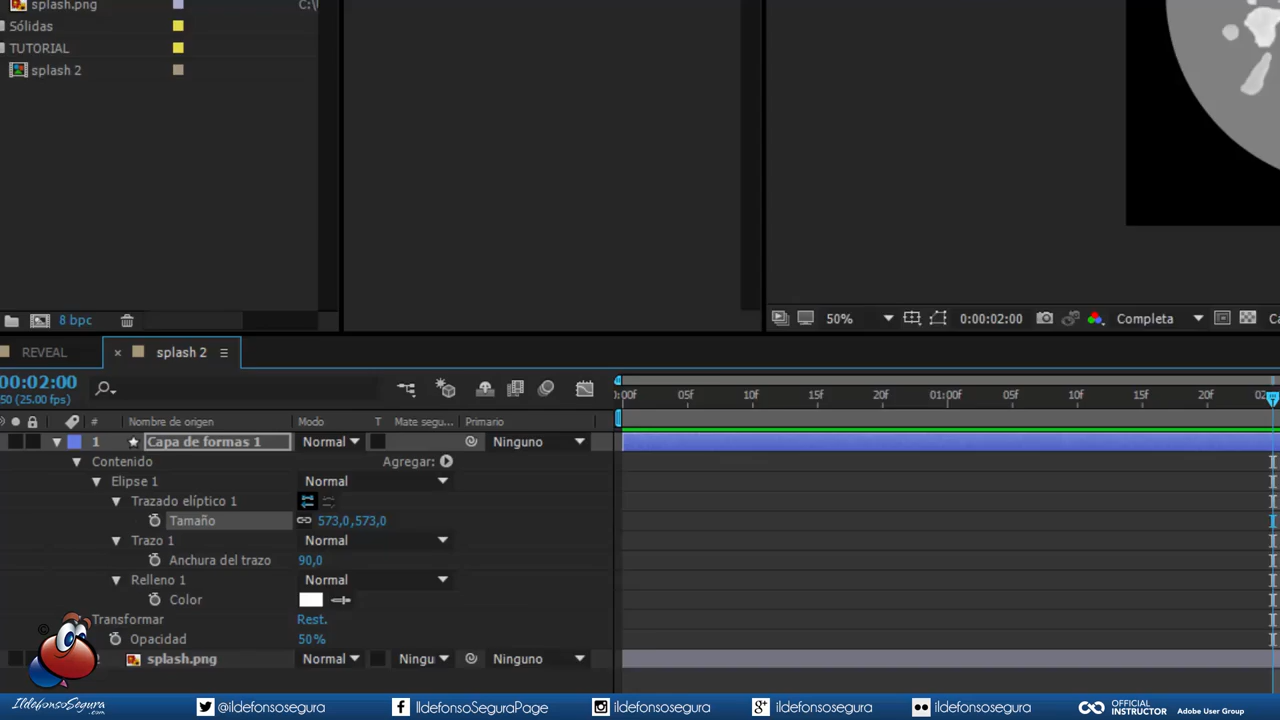 splash.png C:\
Sólidas
TUTORIAL
splash 2
8 bpc
50% 0:00:02:00 Completa
REVEAL × splash 2
:00:02:00
50 (25.00 fps)
:00F 05F 10F 15F 20F 01:00F 05F 10F 15F 20F 02
# Nombre de origen Modo T Mate segu... Primario
1 Capa de formas 1 Normal Ninguno
Contenido Agregar:
Elipse 1 Normal
Trazado elíptico 1
Tamaño 573,0,573,0
Trazo 1 Normal
Anchura del trazo 90,0
Relleno 1 Normal
Color
Transformar Rest.
Opacidad 50%
splash.png Normal Ningu Ninguno
IldefonsoSegura.com @ildefonsosegura IldefonsoSeguraPage ildefonsosegura ildefonsosegura ildefonsosegura OFFICIAL INSTRUCTOR Adobe User Group